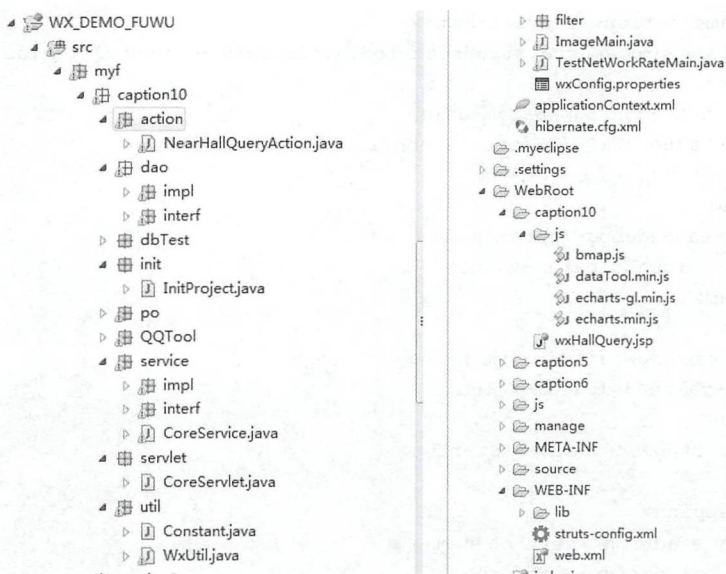 WX_DEMO_FUWU
src
myf
caption10
action
NearHallQueryAction.java
dao
impl
interf
dbTest
init
InitProject.java
po
QQTool
service
impl
interf
CoreService.java
servlet
CoreServlet.java
util
Constant.java
WxUtil.java
filter
ImageMain.java
TestNetWorkRateMain.java
wxConfig.properties
applicationContext.xml
hibernate.cfg.xml
.myeclipse
.settings
WebRoot
caption10
js
bmap.js
dataTool.min.js
echarts-gl.min.js
echarts.min.js
wxHallQuery.jsp
caption5
caption6
js
manage
META-INF
source
WEB-INF
lib
struts-config.xml
web.xml